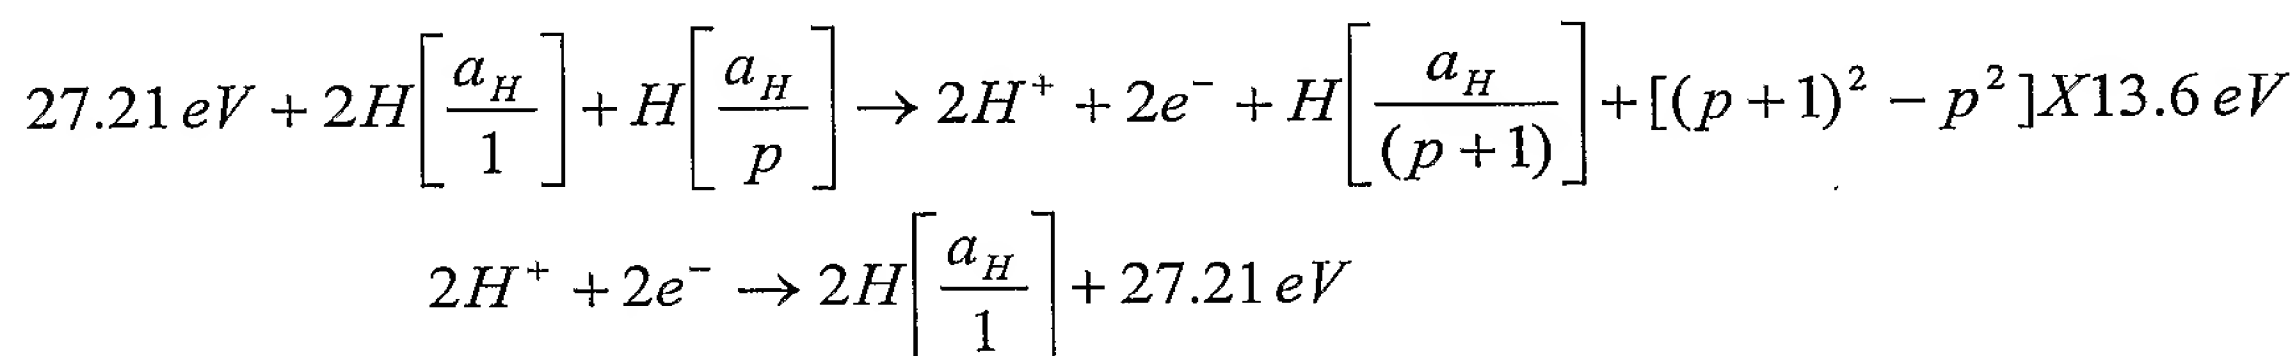 27.21 eV + 2H[a_H/1] + H[a_H/p] → 2H⁺ + 2e⁻ + H[a_H/(p+1)] + [(p+1)² − p²]X13.6 eV
2H⁺ + 2e⁻ → 2H[a_H/1] + 27.21 eV